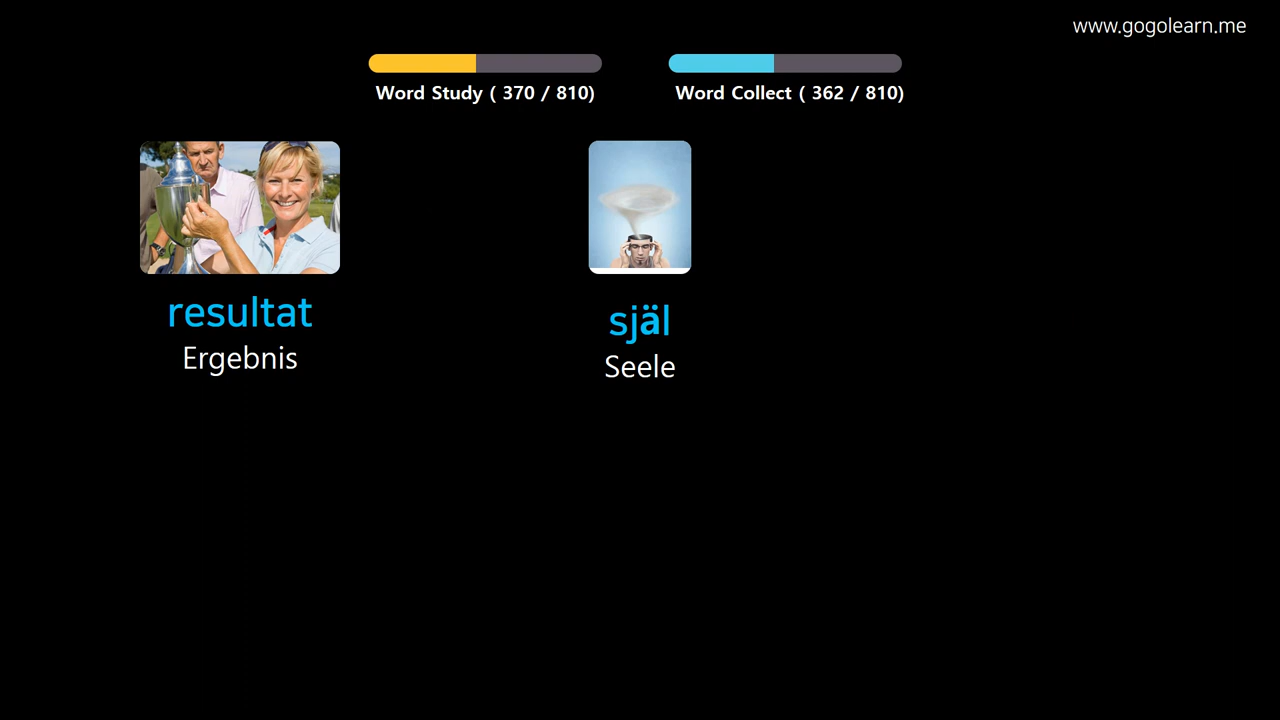 www.gogolearn.me
Word Study ( 370 / 810)
Word Collect ( 362 / 810)
resultat
Ergebnis
själ
Seele